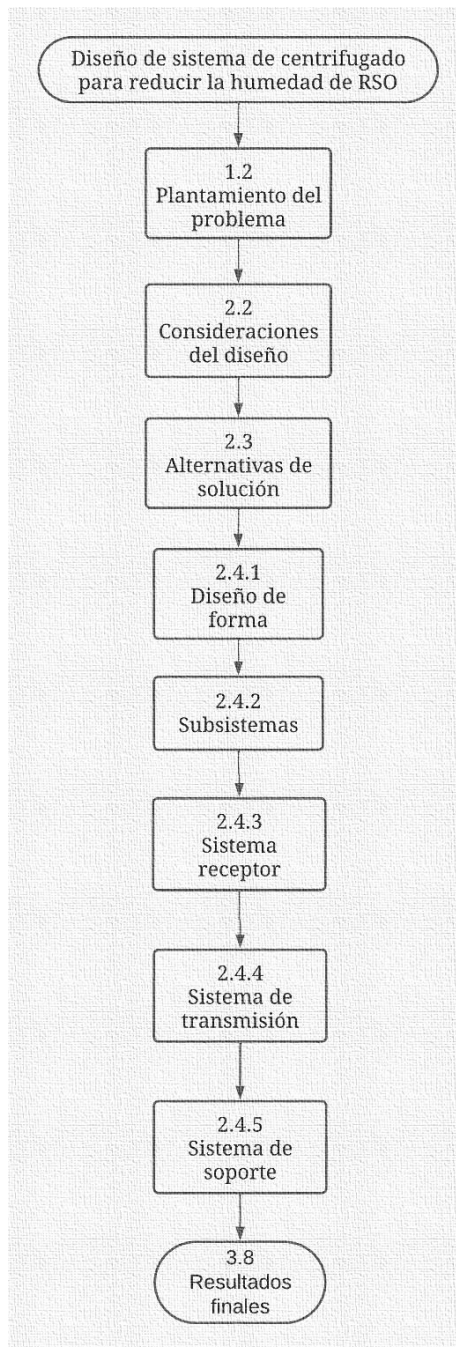 Diseño de sistema de centrifugado
para reducir la humedad de RSO
1.2
Plantamiento del
problema
2.2
Consideraciones
del diseño
2.3
Alternativas de
solución
2.4.1
Diseño de
forma
2.4.2
Subsistemas
2.4.3
Sistema
receptor
2.4.4
Sistema de
transmisión
2.4.5
Sistema de
soporte
3.8
Resultados
finales